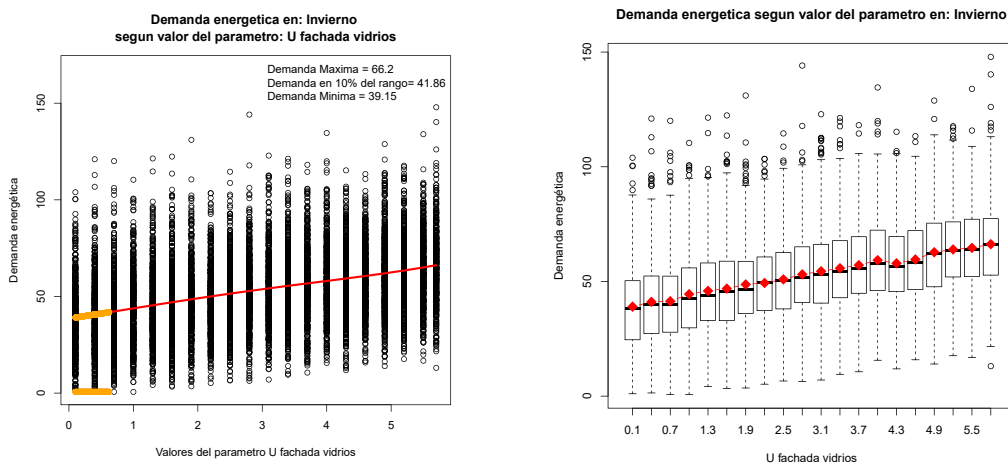 Demanda energetica en: Invierno
segun valor del parametro: U fachada vidrios
Demanda Maxima = 66.2
Demanda en 10% del rango= 41.86
Demanda Minima = 39.15
Demanda energética
150
100
50
0
0 1 2 3 4 5
Valores del parametro U fachada vidrios
Demanda energetica segun valor del parametro en: Invierno
Demanda energética
150
100
50
0
0.1 0.7 1.3 1.9 2.5 3.1 3.7 4.3 4.9 5.5
U fachada vidrios